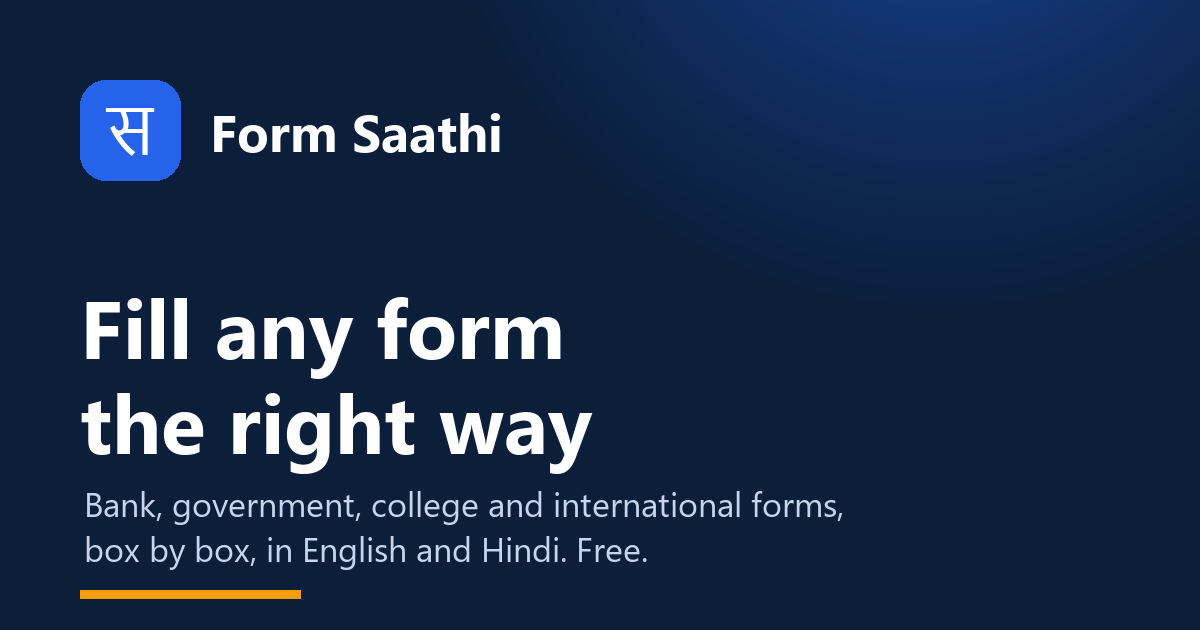 स
Form Saathi
Fill any form
the right way
Bank, government, college and international forms,
box by box, in English and Hindi. Free.